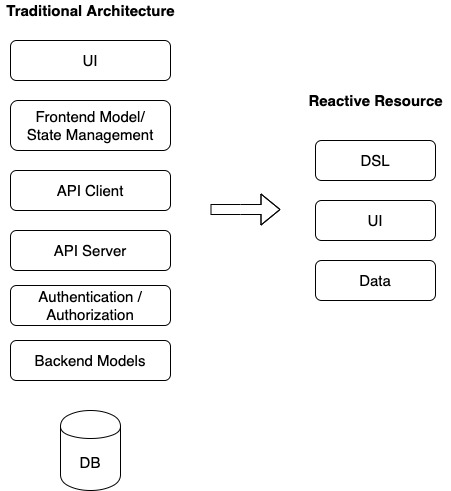 Traditional Architecture
UI
Frontend Model/
State Management
API Client
API Server
Authentication /
Authorization
Backend Models
DB
Reactive Resource
DSL
UI
Data